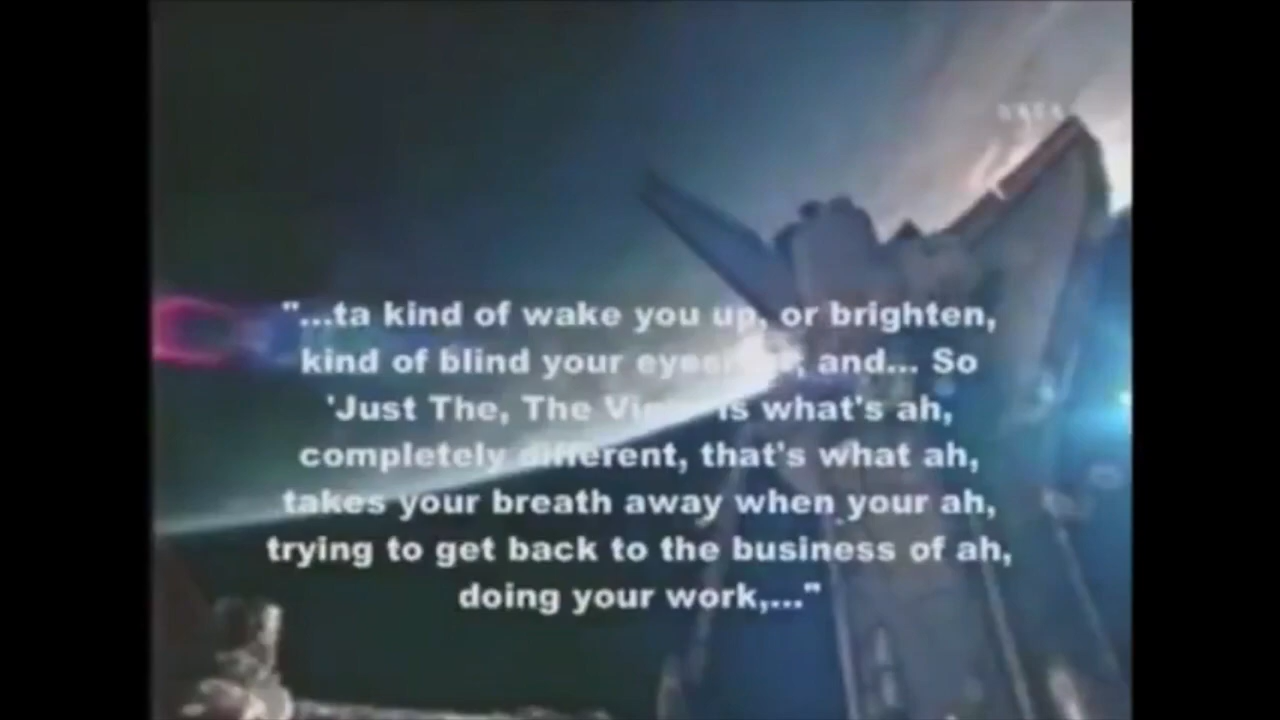 "...ta kind of wake you up, or brighten,
kind of blind your and... So
'Just The, The is what's ah,
completely different, that's what ah,
takes your breath away when your ah,
trying to get back to the business of ah,
doing your work,..."